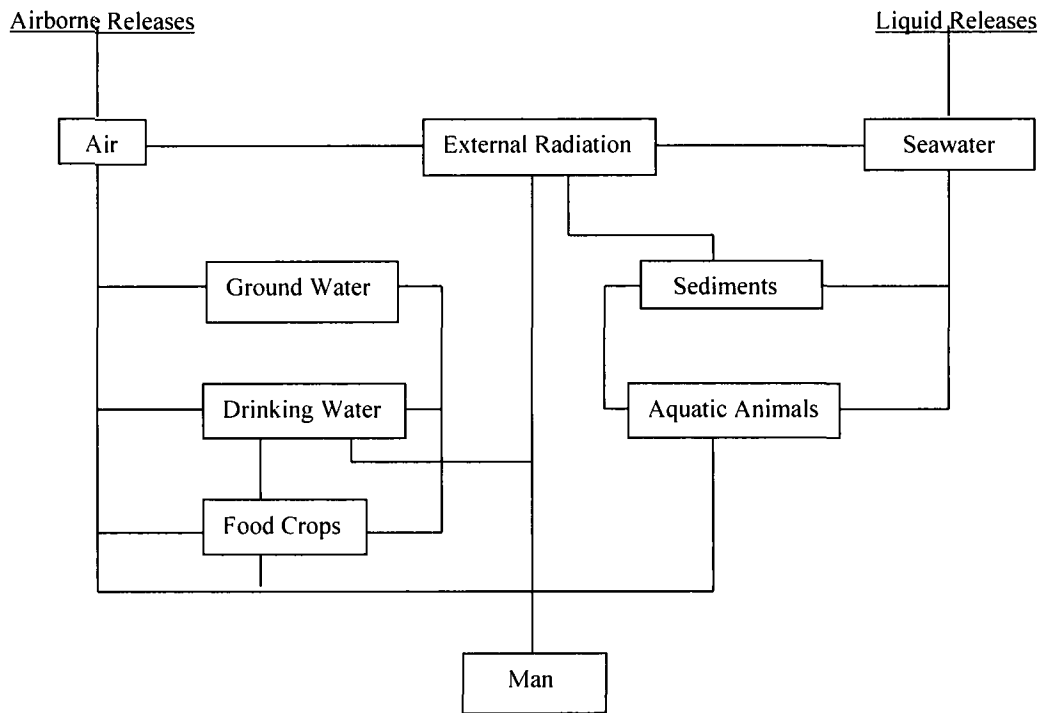 Airborne Releases
Liquid Releases
Air
External Radiation
Seawater
Ground Water
Sediments
Drinking Water
Aquatic Animals
Food Crops
Man